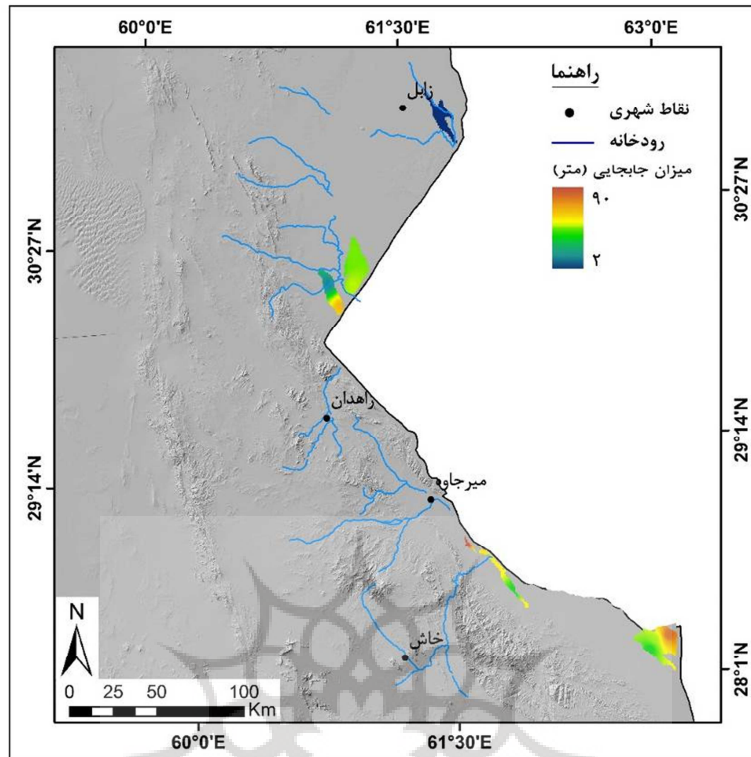 60°0'E 61°30'E 63°0'E
راهنما
نقاط شهری
رودخانه
میزان جابجایی (متر)
۹۰
۲
زابل
30°27'N
30°27'N
زاهدان
29°14'N
میرجاوه
29°14'N
خاش
28°1'N
N
0 25 50 100
Km
60°0'E 61°30'E